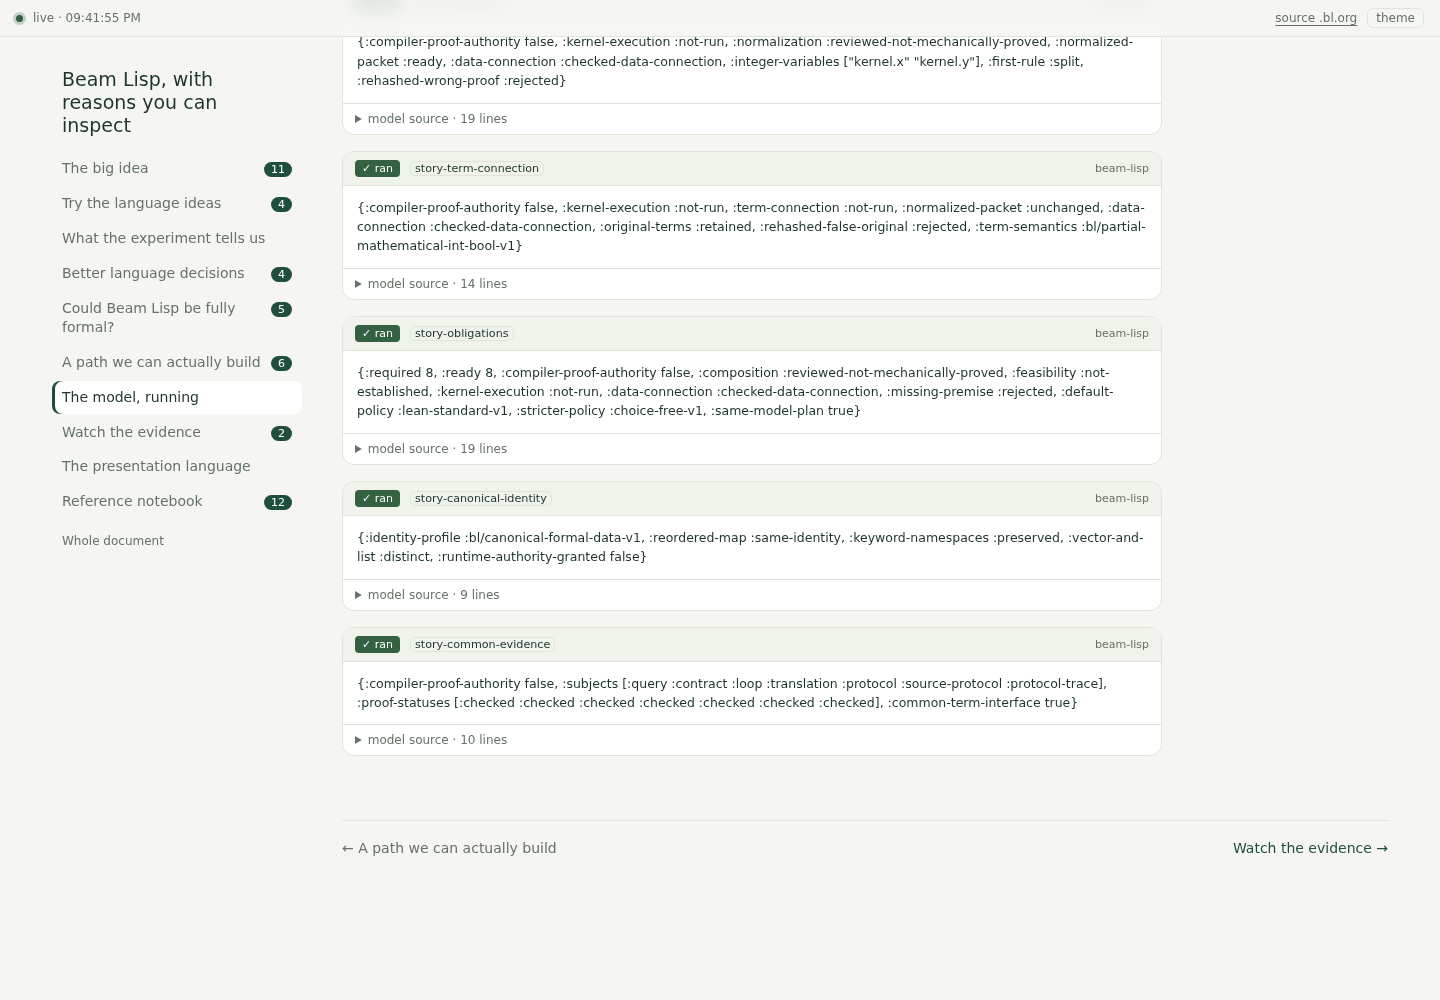 live · 09:41:55 PM
source .bl.org
theme
Beam Lisp, with
reasons you can
inspect
The big idea 11
Try the language ideas 4
What the experiment tells us
Better language decisions 4
Could Beam Lisp be fully 5
formal?
A path we can actually build 6
The model, running
Watch the evidence 2
The presentation language
Reference notebook 12
Whole document
{:compiler-proof-authority false, :kernel-execution :not-run, :normalization :reviewed-not-mechanically-proved, :normalized-
packet :ready, :data-connection :checked-data-connection, :integer-variables ["kernel.x" "kernel.y"], :first-rule :split,
:rehashed-wrong-proof :rejected}
▶ model source · 19 lines
✓ ran story-term-connection beam-lisp
{:compiler-proof-authority false, :kernel-execution :not-run, :term-connection :not-run, :normalized-packet :unchanged, :data-
connection :checked-data-connection, :original-terms :retained, :rehashed-false-original :rejected, :term-semantics :bl/partial-
mathematical-int-bool-v1}
▶ model source · 14 lines
✓ ran story-obligations beam-lisp
{:required 8, :ready 8, :compiler-proof-authority false, :composition :reviewed-not-mechanically-proved, :feasibility :not-
established, :kernel-execution :not-run, :data-connection :checked-data-connection, :missing-premise :rejected, :default-
policy :lean-standard-v1, :stricter-policy :choice-free-v1, :same-model-plan true}
▶ model source · 19 lines
✓ ran story-canonical-identity beam-lisp
{:identity-profile :bl/canonical-formal-data-v1, :reordered-map :same-identity, :keyword-namespaces :preserved, :vector-and-
list :distinct, :runtime-authority-granted false}
▶ model source · 9 lines
✓ ran story-common-evidence beam-lisp
{:compiler-proof-authority false, :subjects [:query :contract :loop :translation :protocol :source-protocol :protocol-trace],
:proof-statuses [:checked :checked :checked :checked :checked :checked :checked], :common-term-interface true}
▶ model source · 10 lines
← A path we can actually build
Watch the evidence →